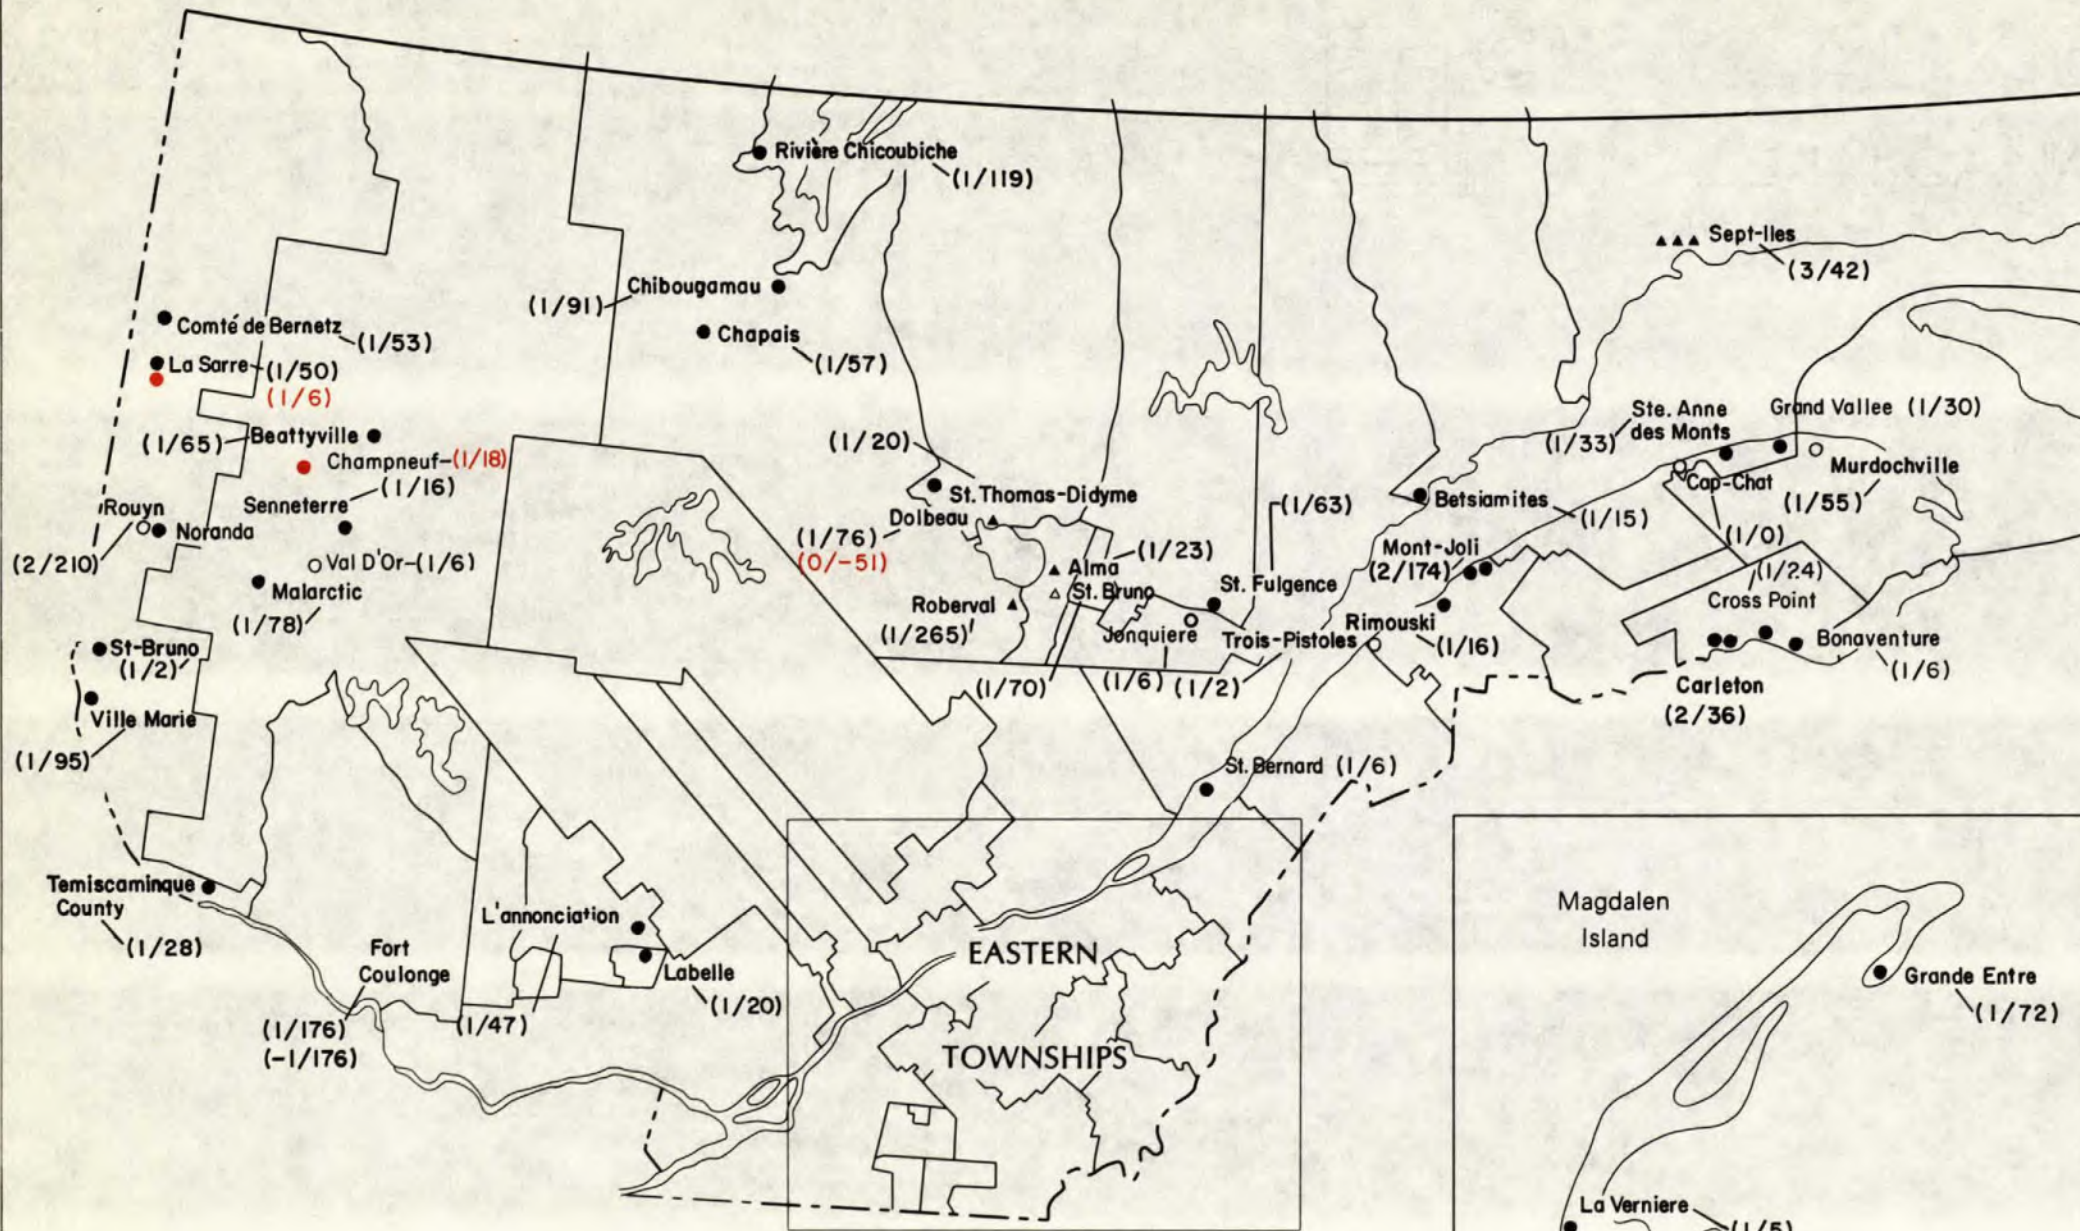 Rivière Chicoubiche
(1/119)
Sept-Iles
(3/42)
Chibougamau
(1/91)
Chapais
(1/57)
Comté de Bernetz
(1/53)
La Sarre
(1/50)
(1/6)
(1/65)
Beattyville
Champneuf-(1/18)
(1/16)
Senneterre
Rouyn
Noranda
(2/210)
Val D'Or-(1/6)
Malarctic
(1/78)
St-Bruno
(1/2)
Ville Marie
(1/95)
(1/20)
St. Thomas-Didyme
Dolbeau
(1/76)
(0/-51)
(1/23)
Alma
St. Bruno
Roberval
(1/265)
Jonquiere
St. Fulgence
(1/63)
(1/70)
(1/6)
(1/2)
Trois-Pistoles
Rimouski
(1/16)
Mont-Joli
(2/174)
Betsiamites
(1/15)
Ste. Anne
des Monts
(1/33)
Grand Vallee (1/30)
Murdochville
(1/55)
Cap-Chat
(1/0)
(1/24)
Cross Point
Bonaventure
(1/6)
Carleton
(2/36)
St. Bernard (1/6)
Temiscaminque
County
(1/28)
L'annonciation
Fort
Coulonge
(1/176)
(-1/176)
(1/47)
Labelle
(1/20)
EASTERN
TOWNSHIPS
Magdalen
Island
Grande Entre
(1/72)
La Verniere
(1/5)